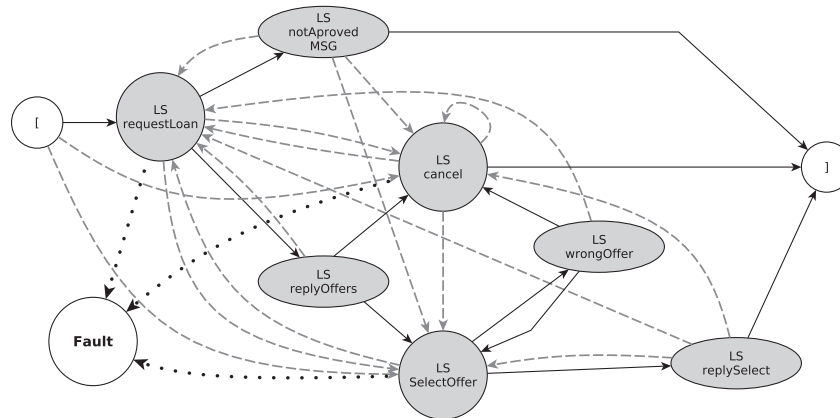 LS
notAproved
MSG
[
LS
requestLoan
LS
cancel
]
LS
wrongOffer
LS
replyOffers
Fault
LS
SelectOffer
LS
replySelect